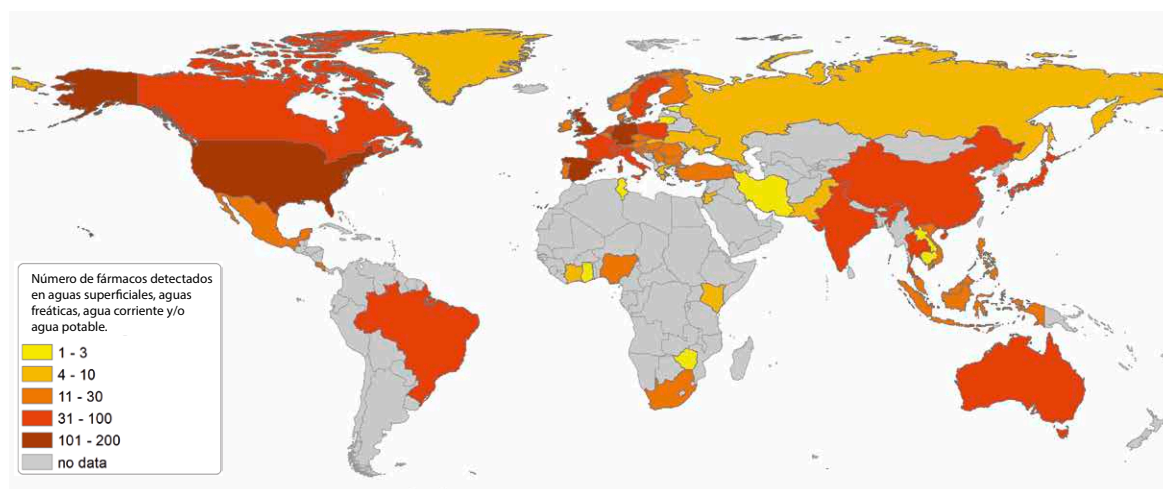 Número de fármacos detectados
en aguas superficiales, aguas
freáticas, agua corriente y/o
agua potable.
1 - 3
4 - 10
11 - 30
31 - 100
101 - 200
no data